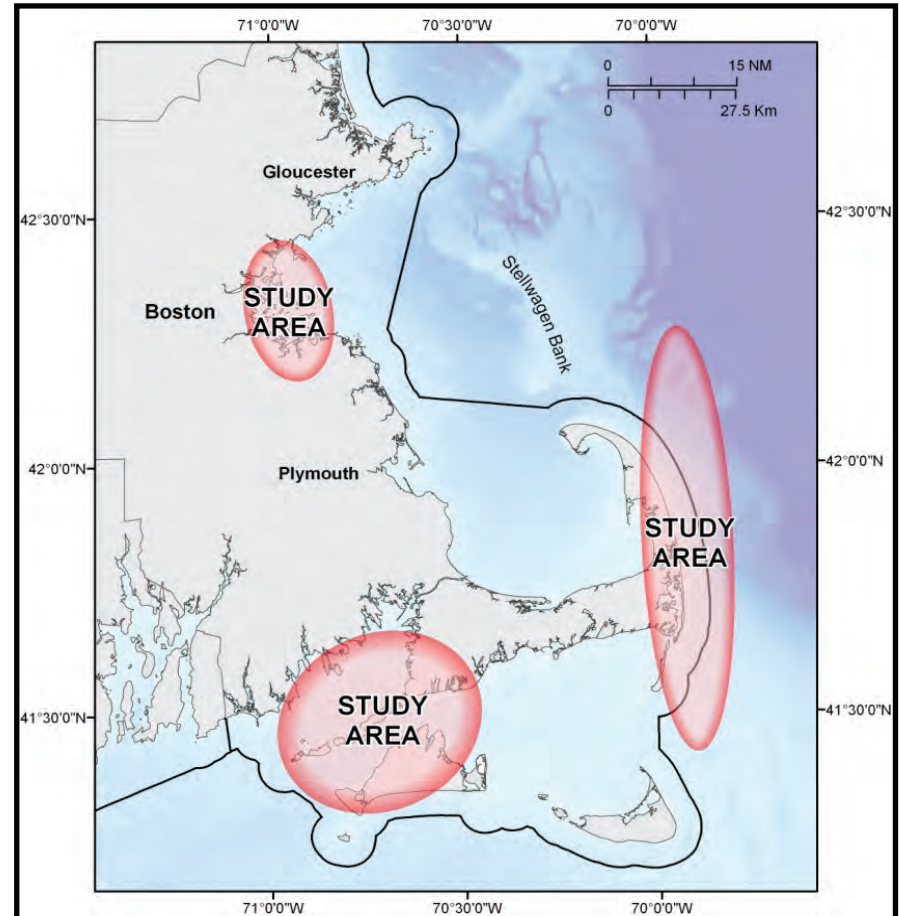 71°0'0"W 70°30'0"W 70°0'0"W
0 15 NM
0 27.5 Km
Gloucester
42°30'0"N 42°30'0"N
Stellwagen Bank
Boston
STUDY
AREA
42°0'0"N 42°0'0"N
Plymouth
STUDY
AREA
41°30'0"N 41°30'0"N
STUDY
AREA
71°0'0"W 70°30'0"W 70°0'0"W